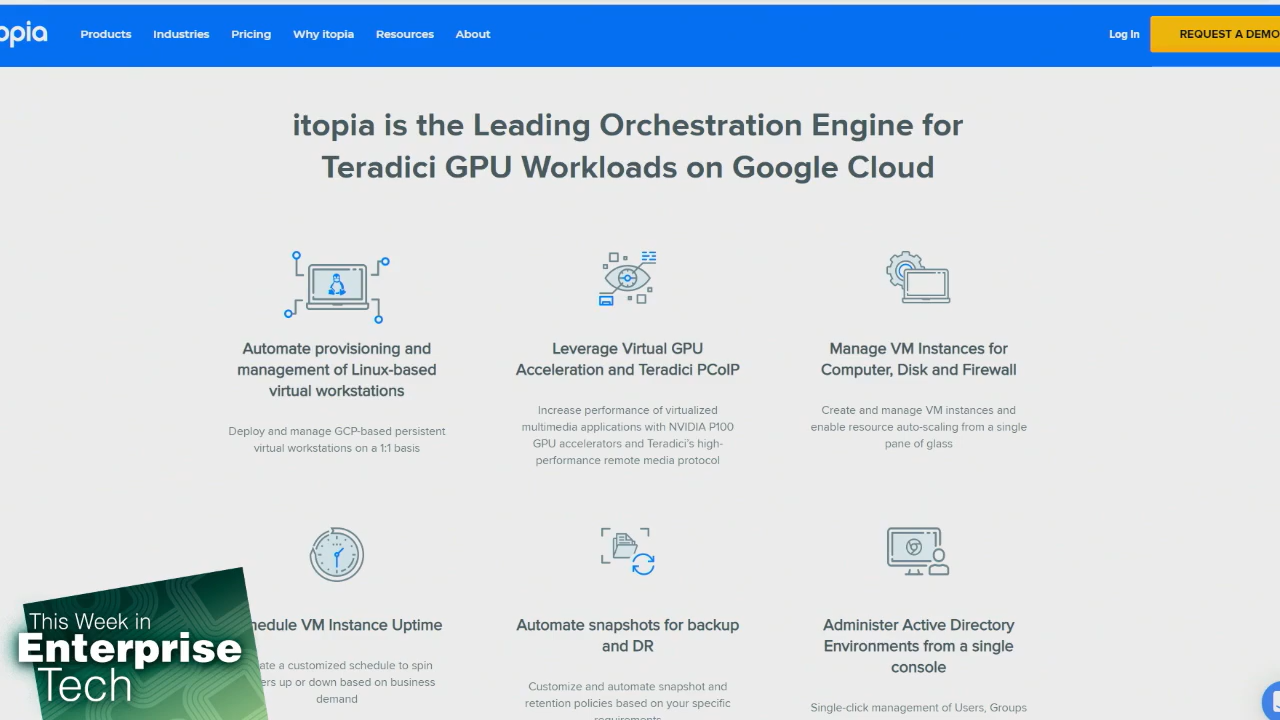 Products Industries Pricing Why itopia Resources About Log In REQUEST A DEMO
itopia is the Leading Orchestration Engine for
Teradici GPU Workloads on Google Cloud
Automate provisioning and
management of Linux-based
virtual workstations
Deploy and manage GCP-based persistent
virtual workstations on a 1:1 basis
Leverage Virtual GPU
Acceleration and Teradici PCoIP
Increase performance of virtualized
multimedia applications with NVIDIA P100
GPU accelerators and Teradici's high-
performance remote media protocol
Manage VM Instances for
Computer, Disk and Firewall
Create and manage VM instances and
enable resource auto-scaling from a single
pane of glass
VM Instance Uptime
a customized schedule to spin
up or down based on business
demand
Automate snapshots for backup
and DR
Customize and automate snapshot and
retention policies based on your specific
requirements
Administer Active Directory
Environments from a single
console
Single-click management of Users, Groups
This Week in
Enterprise
Tech